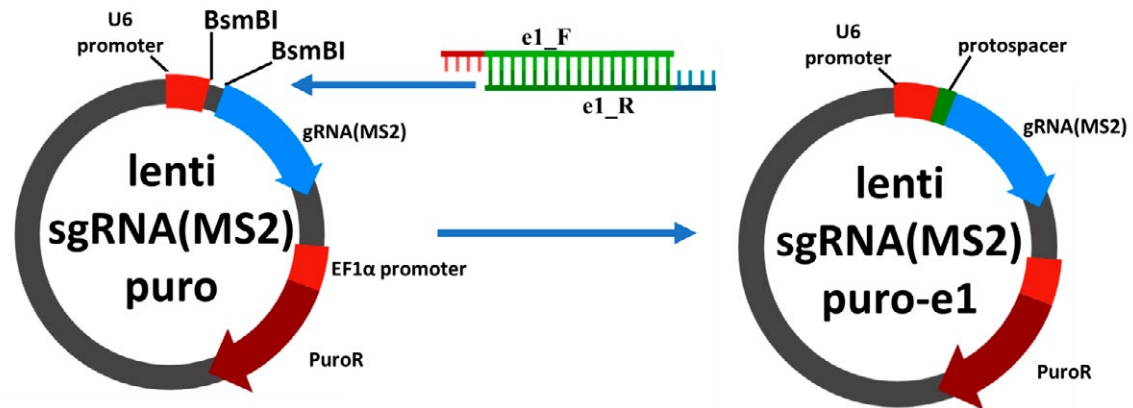 U6
promoter
BsmBI
BsmBI
gRNA(MS2)
lenti
sgRNA(MS2)
puro
EF1α promoter
PuroR
e1_F
e1_R
U6
promoter
protospacer
gRNA(MS2)
lenti
sgRNA(MS2)
puro-e1
PuroR